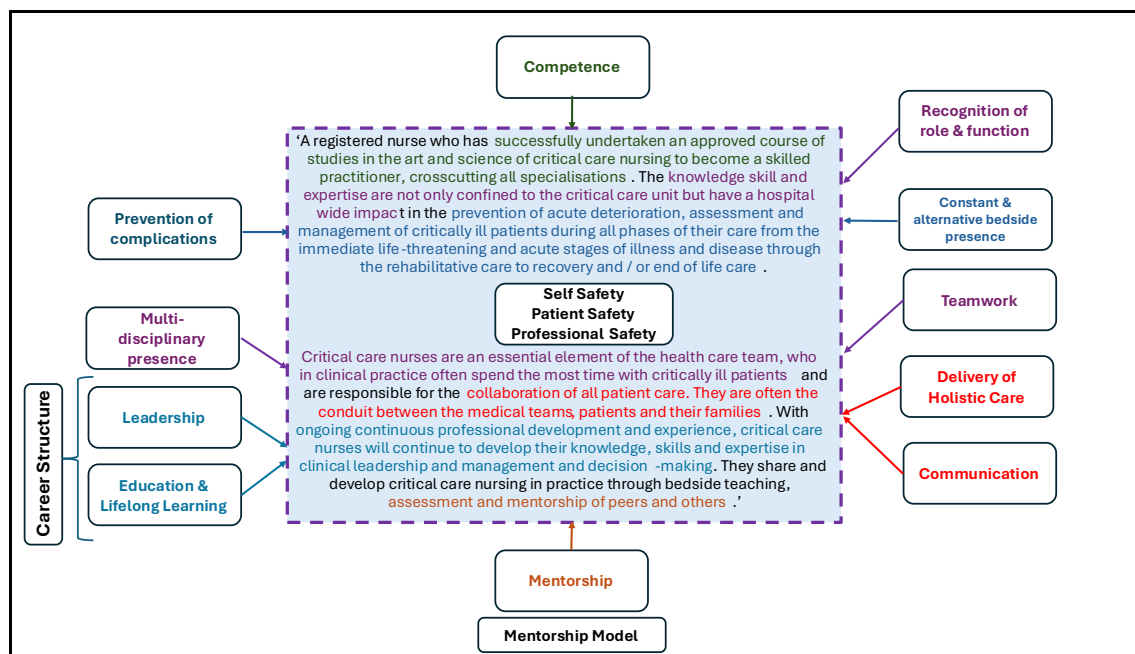 Competence
Recognition of
role & function
'A registered nurse who has successfully undertaken an approved course of
studies in the art and science of critical care nursing to become a skilled
practitioner, crosscutting all specialisations . The knowledge skill and
expertise are not only confined to the critical care unit but have a hospital
wide impact in the prevention of acute deterioration, assessment and
management of critically ill patients during all phases of their care from the
immediate life-threatening and acute stages of illness and disease through
the rehabilitative care to recovery and / or end of life care .
Prevention of
complications
Constant &
alternative bedside
presence
Self Safety
Patient Safety
Professional Safety
Teamwork
Multi-
disciplinary
presence
Critical care nurses are an essential element of the health care team, who
in clinical practice often spend the most time with critically ill patients and
are responsible for the collaboration of all patient care. They are often the
conduit between the medical teams, patients and their families . With
ongoing continuous professional development and experience, critical care
nurses will continue to develop their knowledge, skills and expertise in
clinical leadership and management and decision -making. They share and
develop critical care nursing in practice through bedside teaching,
assessment and mentorship of peers and others .'
Delivery of
Holistic Care
Communication
Career Structure
Leadership
Education &
Lifelong Learning
Mentorship
Mentorship Model